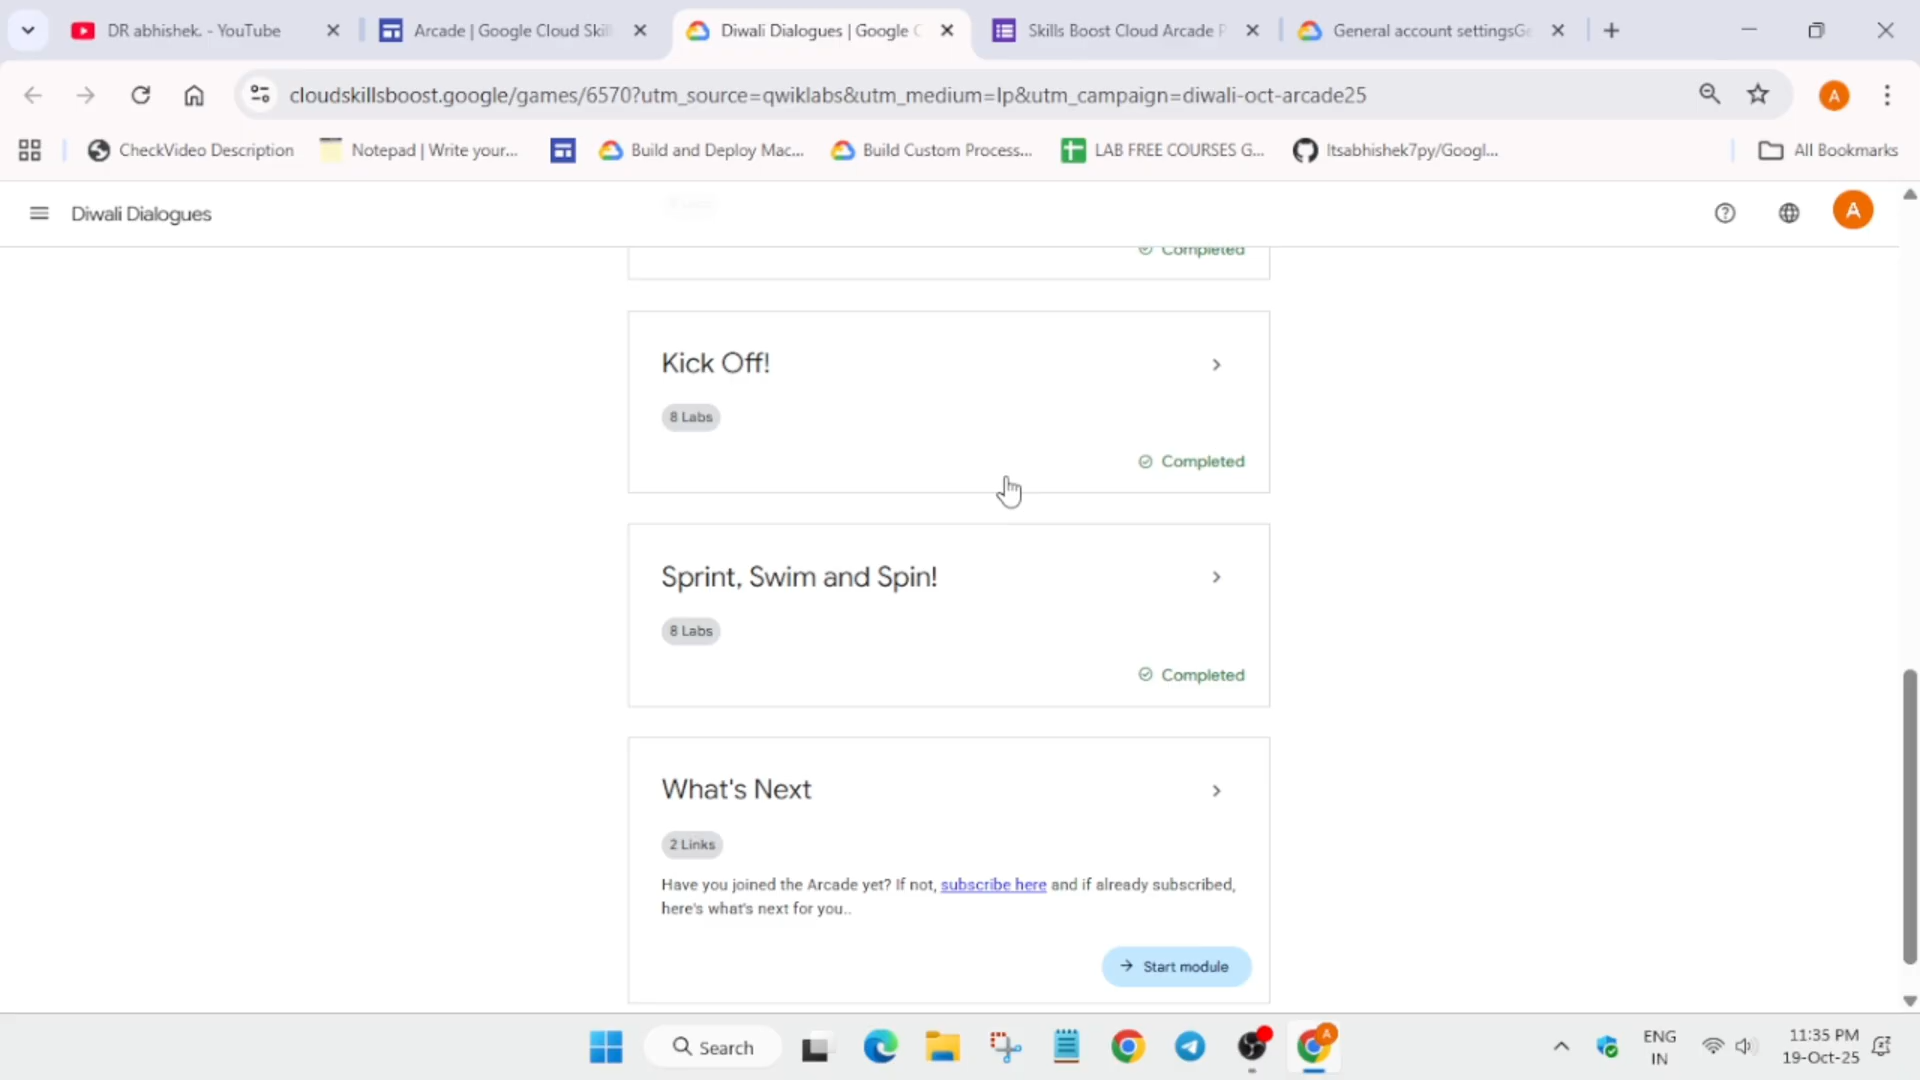 DR abhishek. - YouTube
Arcade | Google Cloud Skil
Diwali Dialogues | Google C
Skills Boost Cloud Arcade P
General account settingsGe
cloudskillsboost.google/games/6570?utm_source=qwiklabs&utm_medium=lp&utm_campaign=diwali-oct-arcade25
A
CheckVideo Description
Notepad | Write your...
Build and Deploy Mac...
Build Custom Process...
LAB FREE COURSES G...
Itsabhishek7py/Googl...
All Bookmarks
Diwali Dialogues
A
Completed
Kick Off!
8 Labs
Completed
Sprint, Swim and Spin!
8 Labs
Completed
What's Next
2 Links
Have you joined the Arcade yet? If not, subscribe here and if already subscribed,
here's what's next for you..
Start module
Search
A
ENG
IN
11:35 PM
19-Oct-25